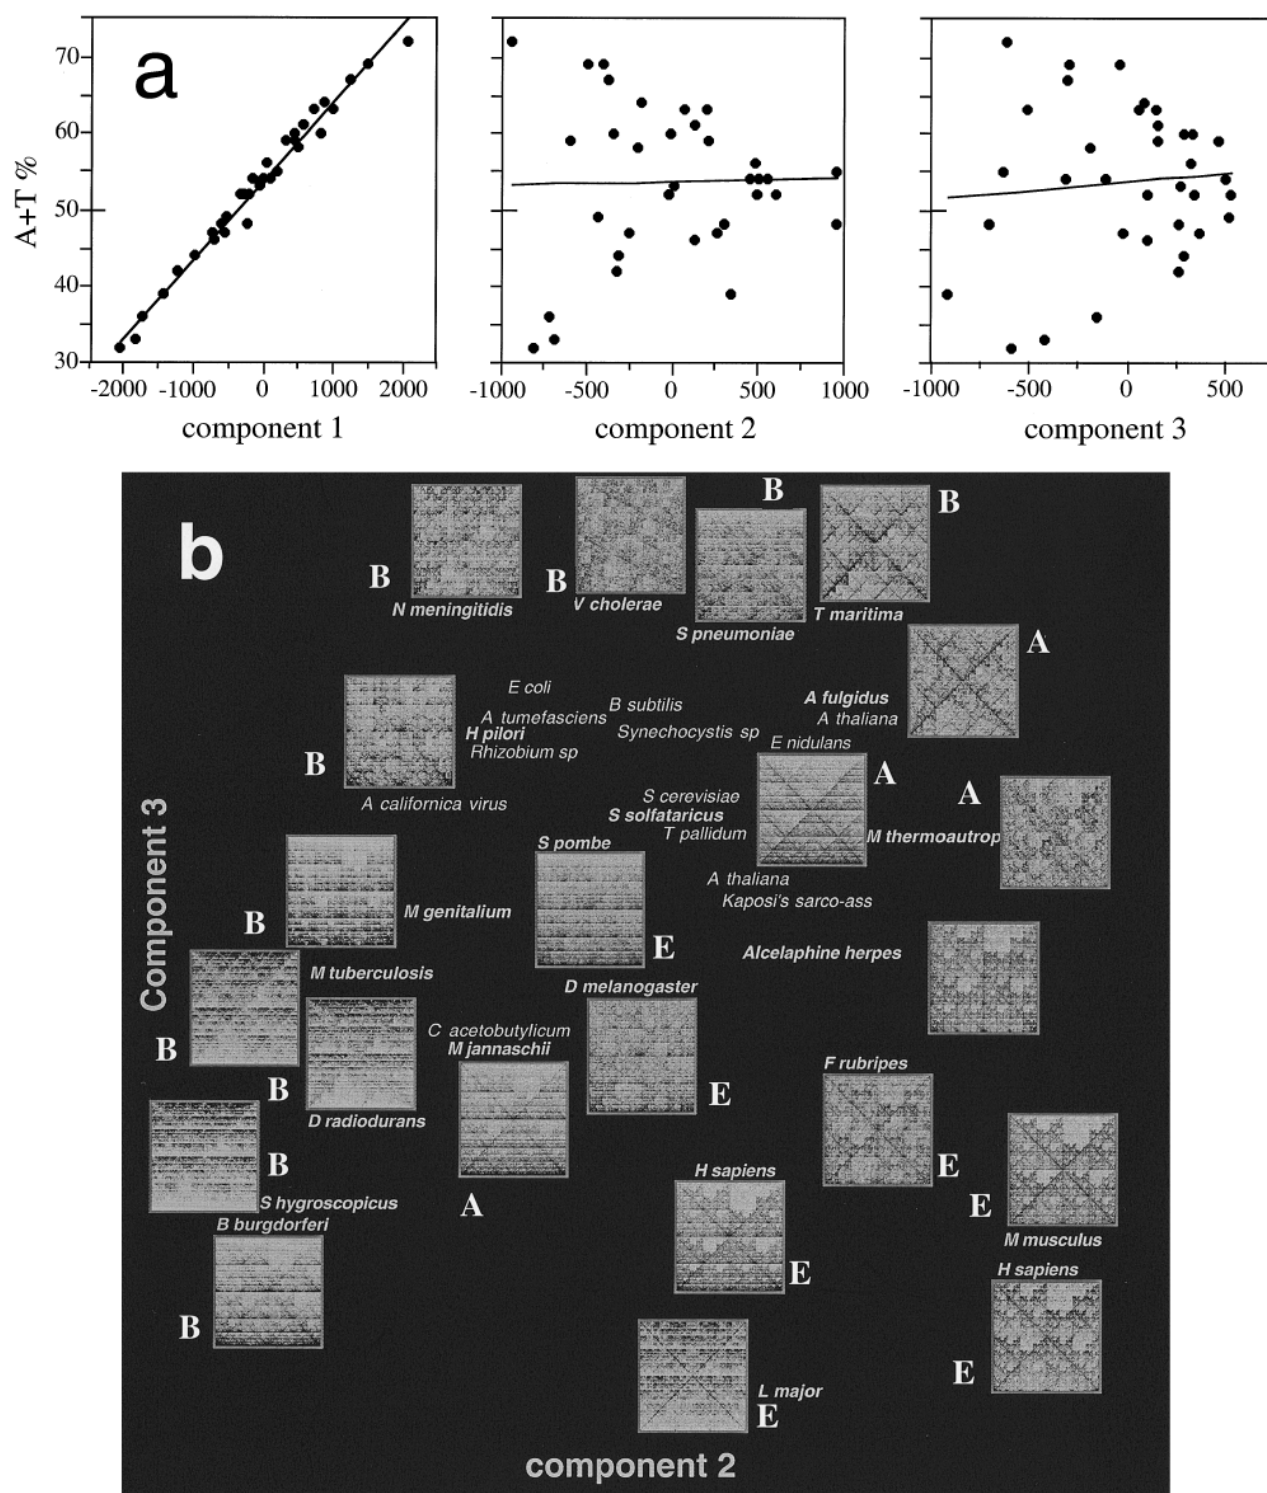 a
A+T %
70
60
50
40
30
-2000
-1000
0
1000
2000
-1000
-500
0
500
1000
-1000
-500
0
500
component 1
component 2
component 3
b
B
B
B
B
N meningitidis
V cholerae
S pneumoniae
T maritima
A
E coli
B subtilis
A fulgidus
A tumefasciens
A thaliana
H pilori
Synechocystis sp
Rhizobium sp
E nidulans
B
A
A
A californica virus
S cerevisiae
S solfataricus
T pallidum
M thermoautrop
S pombe
A thaliana
Kaposi's sarco-ass
M genitalium
B
E
Alcelaphine herpes
Component 3
M tuberculosis
D melanogaster
C acetobutylicum
M jannaschii
B
B
E
F rubripes
D radiodurans
B
E
H sapiens
S hygroscopicus
A
E
B burgdorferi
M musculus
E
H sapiens
B
E
L major
E
component 2